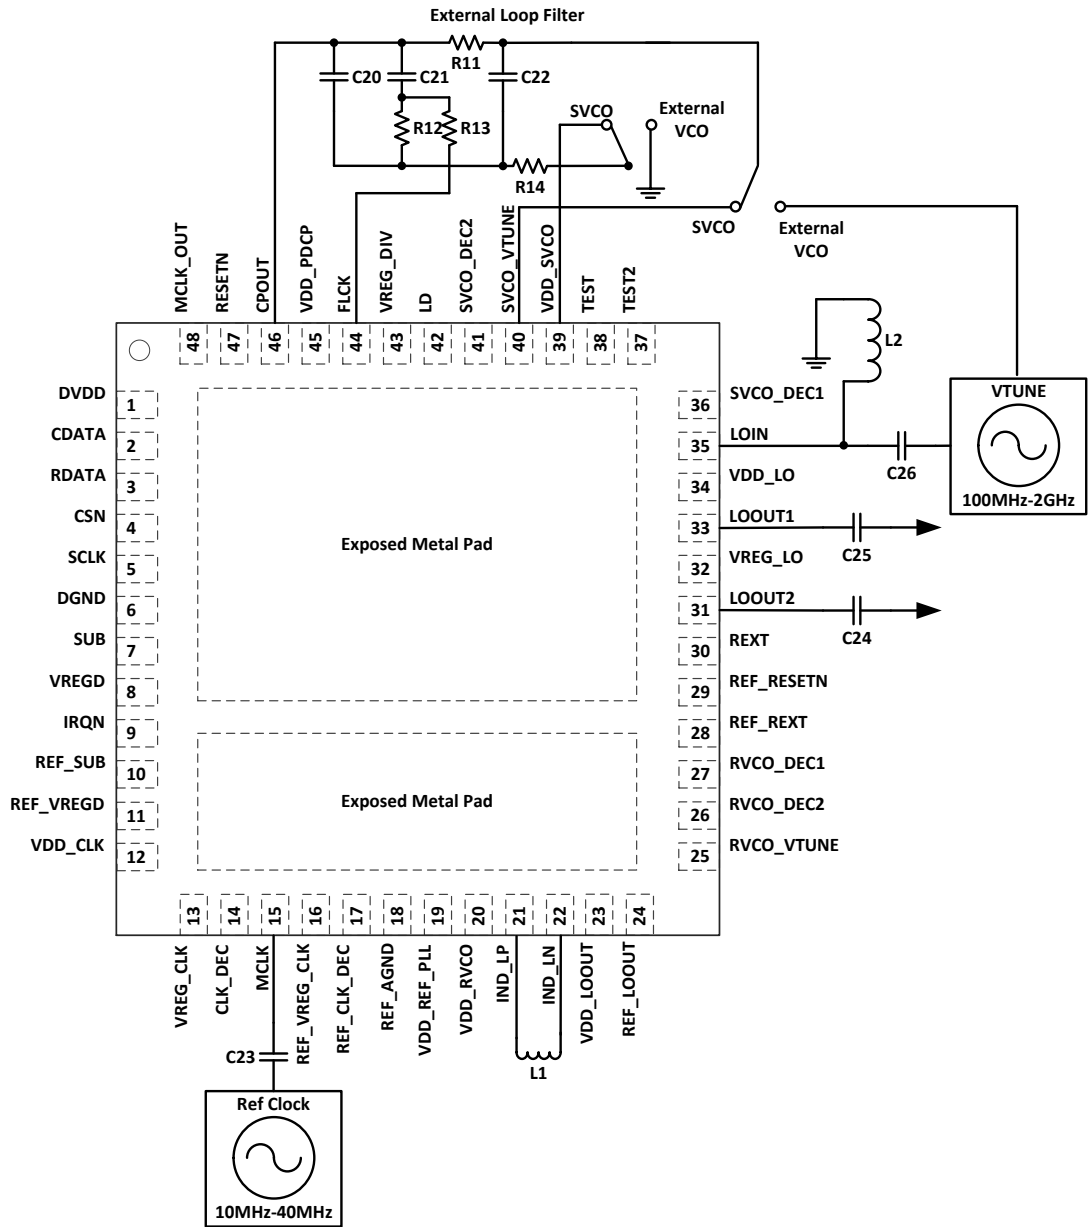 External Loop Filter
R11
C20
C21
C22
R12
R13
R14
SVCO
External
VCO
SVCO
External
VCO
MCLK_OUT
RESETN
CPOUT
VDD_PDCP
FLCK
VREG_DIV
LD
SVCO_DEC2
SVCO_VTUNE
VDD_SVCO
TEST
TEST2
48
47
46
45
44
43
42
41
40
39
38
37
L2
DVDD
1
CDATA
2
RDATA
3
CSN
4
SCLK
5
DGND
6
SUB
7
VREGD
8
IRQN
9
REF_SUB
10
REF_VREGD
11
VDD_CLK
12
Exposed Metal Pad
Exposed Metal Pad
36
SVCO_DEC1
35
LOIN
34
VDD_LO
33
LOOUT1
32
VREG_LO
31
LOOUT2
30
REXT
29
REF_RESETN
28
REF_REXT
27
RVCO_DEC1
26
RVCO_DEC2
25
RVCO_VTUNE
C26
C25
C24
VTUNE
100MHz-2GHz
13
14
15
16
17
18
19
20
21
22
23
24
VREG_CLK
CLK_DEC
MCLK
REF_VREG_CLK
REF_CLK_DEC
REF_AGND
VDD_REF_PLL
VDD_RVCO
IND_LP
IND_LN
VDD_LOOUT
REF_LOOUT
C23
L1
Ref Clock
10MHz-40MHz